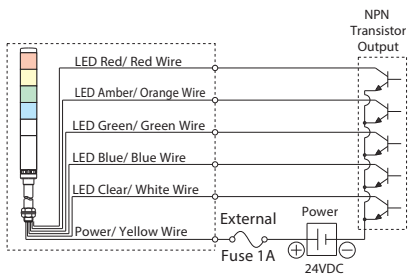 NPN
Transistor
Output
LED Red/ Red Wire
LED Amber/ Orange Wire
LED Green/ Green Wire
LED Blue/ Blue Wire
LED Clear/ White Wire
Power/ Yellow Wire
External
Fuse 1A
Power
+
−
24VDC